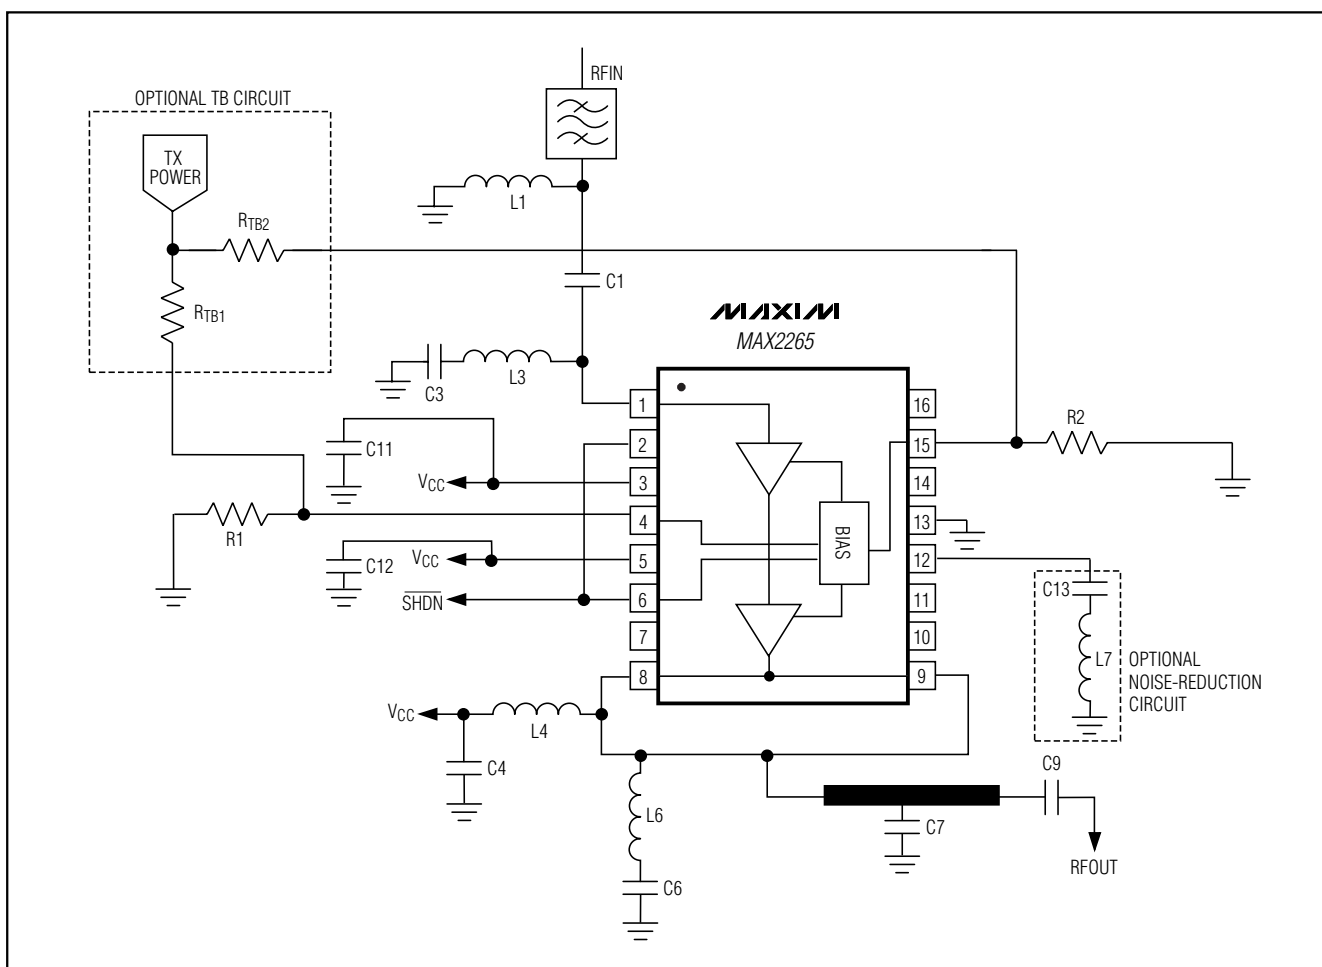 RFIN
OPTIONAL TB CIRCUIT
TX
POWER
L1
RTB2
C1
RTB1
MAXIM
MAX2265
C3
L3
1
16
C11
2
15
R2
VCC
3
14
R1
4
13
BIAS
C12
VCC
5
12
SHDN
6
11
C13
7
10
L7
OPTIONAL
NOISE-REDUCTION
CIRCUIT
8
9
VCC
L4
C4
C9
L6
C7
RFOUT
C6